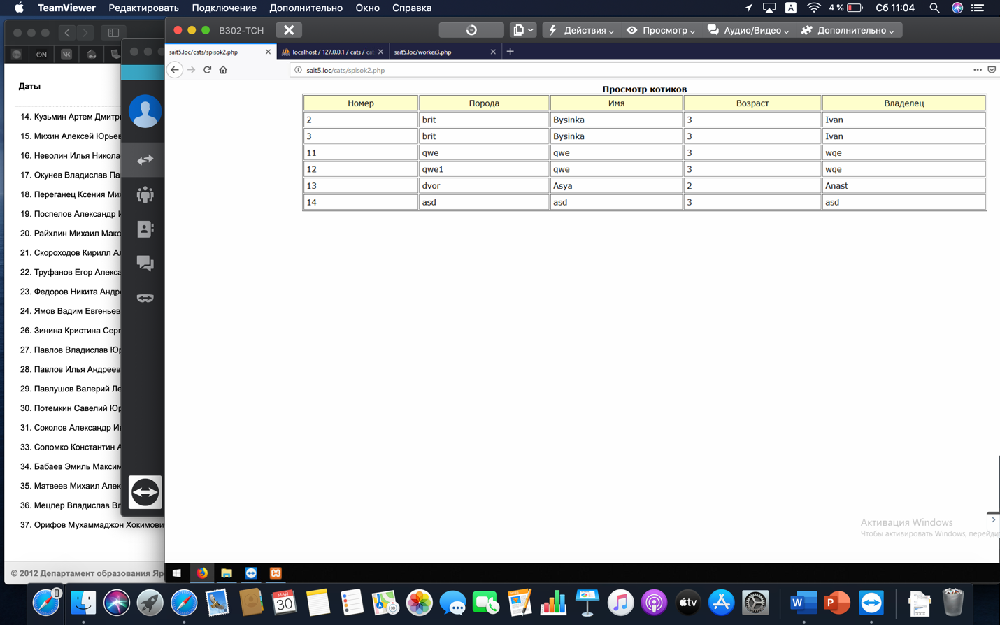 TeamViewer Редактировать Подключение Дополнительно Окно Справка A 4 % Сб 11:04
B302-TCH Действия Просмотр Аудио/Видео Дополнительно
sait5.loc/cats/spisok2.php localhost / 127.0.0.1 / cats / ca sait5.loc/worker3.php
ON
sait5.loc/cats/spisok2.php
Даты
Просмотр котиков
Номер Порода Имя Возраст Владелец
2 brit Bysinka 3 Ivan
3 brit Bysinka 3 Ivan
11 qwe qwe 3 wqe
12 qwe1 qwe 3 wqe
13 dvor Asya 2 Anast
14 asd asd 3 asd
14. Кузьмин Артем Дмитр
15. Михин Алексей Юрье
16. Неволин Илья Никола
17. Окунев Владислав Па
18. Переганец Ксения Ми
19. Поспелов Александр И
20. Райхлин Михаил Макс
21. Скороходов Кирилл Ал
22. Труфанов Егор Алекса
23. Федоров Никита Андр
24. Ямов Вадим Евгеньев
26. Зинина Кристина Серг
27. Павлов Владислав Юр
28. Павлов Илья Андреев
29. Павлушов Валерий Ле
30. Потемкин Савелий Юр
31. Соколов Александр И
33. Соломко Константин А
34. Бабаев Эмиль Максим
35. Матвеев Михаил Алек
36. Мецлер Владислав Вл
37. Орифов Мухаммаджон Хокимови
Активация Windows
Чтобы активировать Windows, перейди
© 2012 Департамент образования Яр
МАЙ
30
tv
W
P
DOCX